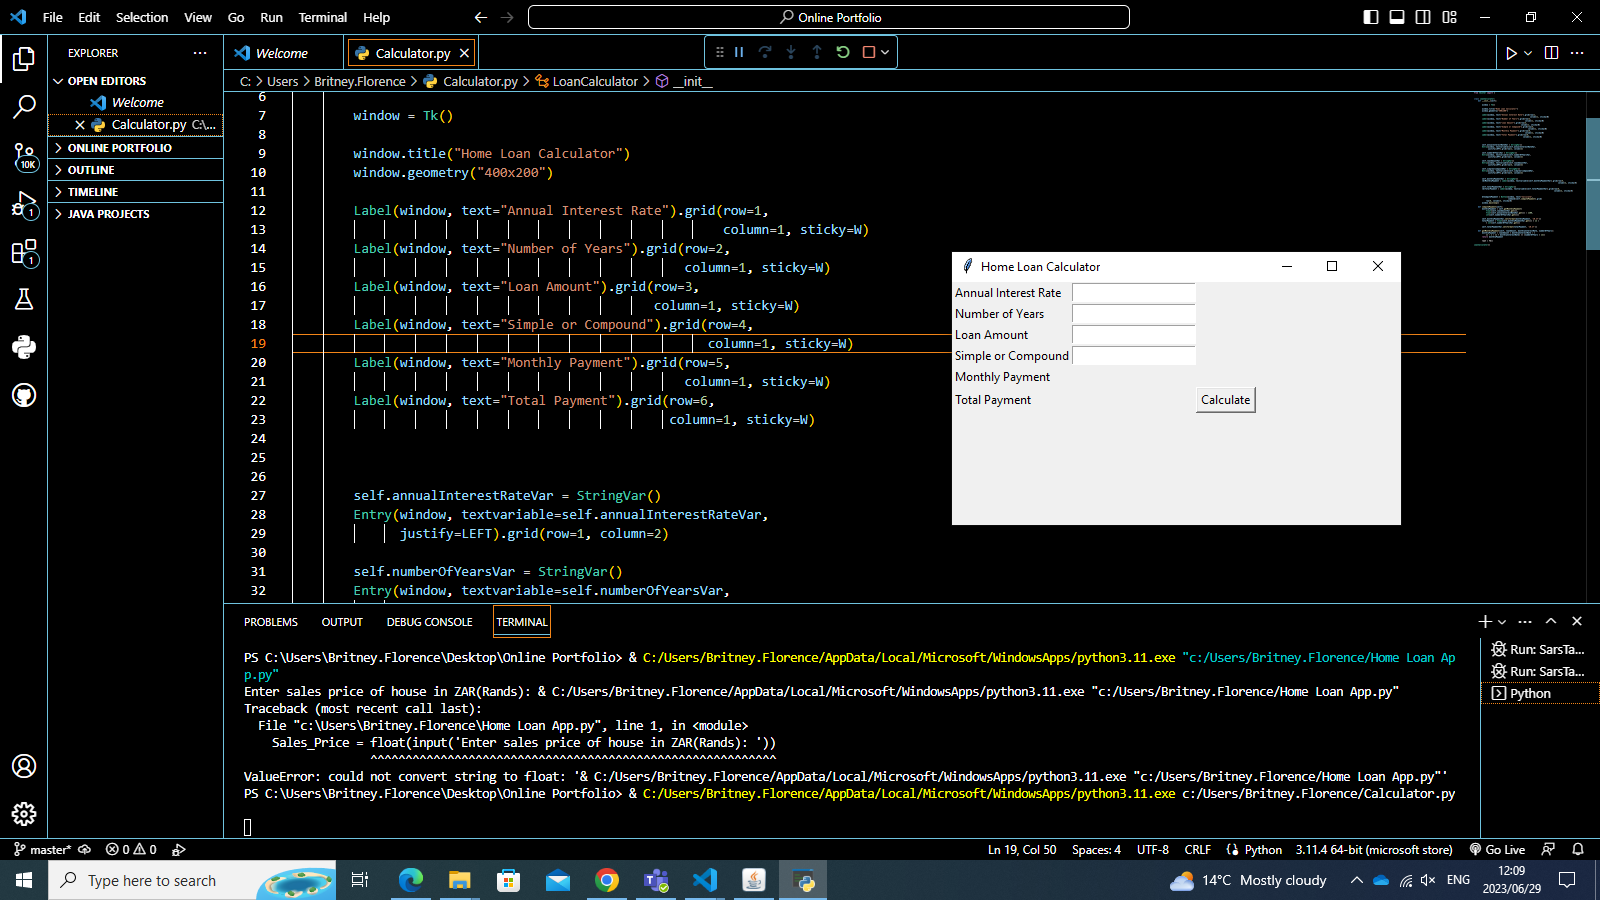 File Edit Selection View Go Run Terminal Help
Online Portfolio
EXPLORER
OPEN EDITORS
Welcome
Calculator.py C:\...
ONLINE PORTFOLIO
OUTLINE
TIMELINE
JAVA PROJECTS
10K
1
1
Welcome
Calculator.py
C: > Users > Britney.Florence > Calculator.py > LoanCalculator > __init__
6
7 window = Tk()
8
9 window.title("Home Loan Calculator")
10 window.geometry("400x200")
11
12 Label(window, text="Annual Interest Rate").grid(row=1,
13 column=1, sticky=W)
14 Label(window, text="Number of Years").grid(row=2,
15 column=1, sticky=W)
16 Label(window, text="Loan Amount").grid(row=3,
17 column=1, sticky=W)
18 Label(window, text="Simple or Compound").grid(row=4,
19 column=1, sticky=W)
20 Label(window, text="Monthly Payment").grid(row=5,
21 column=1, sticky=W)
22 Label(window, text="Total Payment").grid(row=6,
23 column=1, sticky=W)
24
25
26
27 self.annualInterestRateVar = StringVar()
28 Entry(window, textvariable=self.annualInterestRateVar,
29 justify=LEFT).grid(row=1, column=2)
30
31 self.numberOfYearsVar = StringVar()
32 Entry(window, textvariable=self.numberOfYearsVar,
Home Loan Calculator
Annual Interest Rate
Number of Years
Loan Amount
Simple or Compound
Monthly Payment
Total Payment
Calculate
PROBLEMS OUTPUT DEBUG CONSOLE TERMINAL
PS C:\Users\Britney.Florence\Desktop\Online Portfolio> & C:/Users/Britney.Florence/AppData/Local/Microsoft/WindowsApps/python3.11.exe "c:/Users/Britney.Florence/Home Loan Ap
p.py"
Enter sales price of house in ZAR(Rands): & C:/Users/Britney.Florence/AppData/Local/Microsoft/WindowsApps/python3.11.exe "c:/Users/Britney.Florence/Home Loan App.py"
Traceback (most recent call last):
File "c:\Users\Britney.Florence\Home Loan App.py", line 1, in <module>
Sales_Price = float(input('Enter sales price of house in ZAR(Rands): '))
^^^^^^^^^^^^^^^^^^^^^^^^^^^^^^^^^^^^^^^^^^^^^^^^^^^^^^^^^^
ValueError: could not convert string to float: '& C:/Users/Britney.Florence/AppData/Local/Microsoft/WindowsApps/python3.11.exe "c:/Users/Britney.Florence/Home Loan App.py"'
PS C:\Users\Britney.Florence\Desktop\Online Portfolio> & C:/Users/Britney.Florence/AppData/Local/Microsoft/WindowsApps/python3.11.exe c:/Users/Britney.Florence/Calculator.py
Run: SarsTa...
Run: SarsTa...
Python
master* 0 0
Ln 19, Col 50 Spaces: 4 UTF-8 CRLF Python 3.11.4 64-bit (microsoft store) Go Live
Type here to search
14°C Mostly cloudy
ENG
12:09
2023/06/29